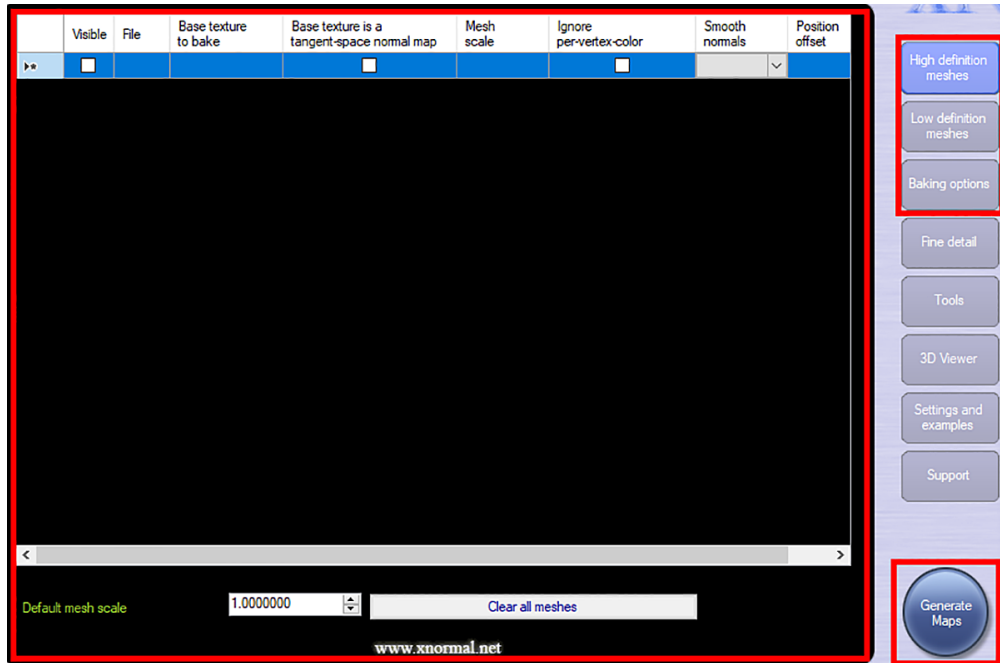 Visible File Base texture to bake Base texture is a tangent-space normal map Mesh scale Ignore per-vertex-color Smooth normals Position offset
High definition
meshes
Low definition
meshes
Baking options
Fine detail
Tools
3D Viewer
Settings and
examples
Support
Default mesh scale 1.0000000 Clear all meshes
Generate
Maps
www.xnormal.net